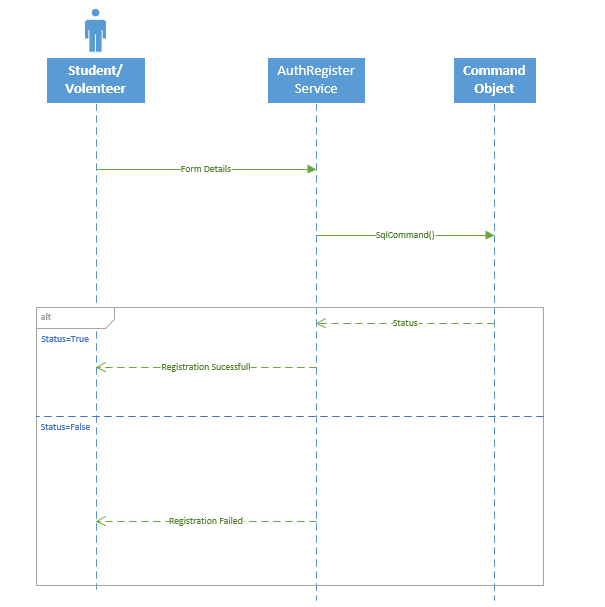 Student/
Volenteer
AuthRegister
Service
Command
Object
Form Details
SqlCommand()
alt
Status
Status=True
Registration Sucessfull
Status=False
Registration Failed